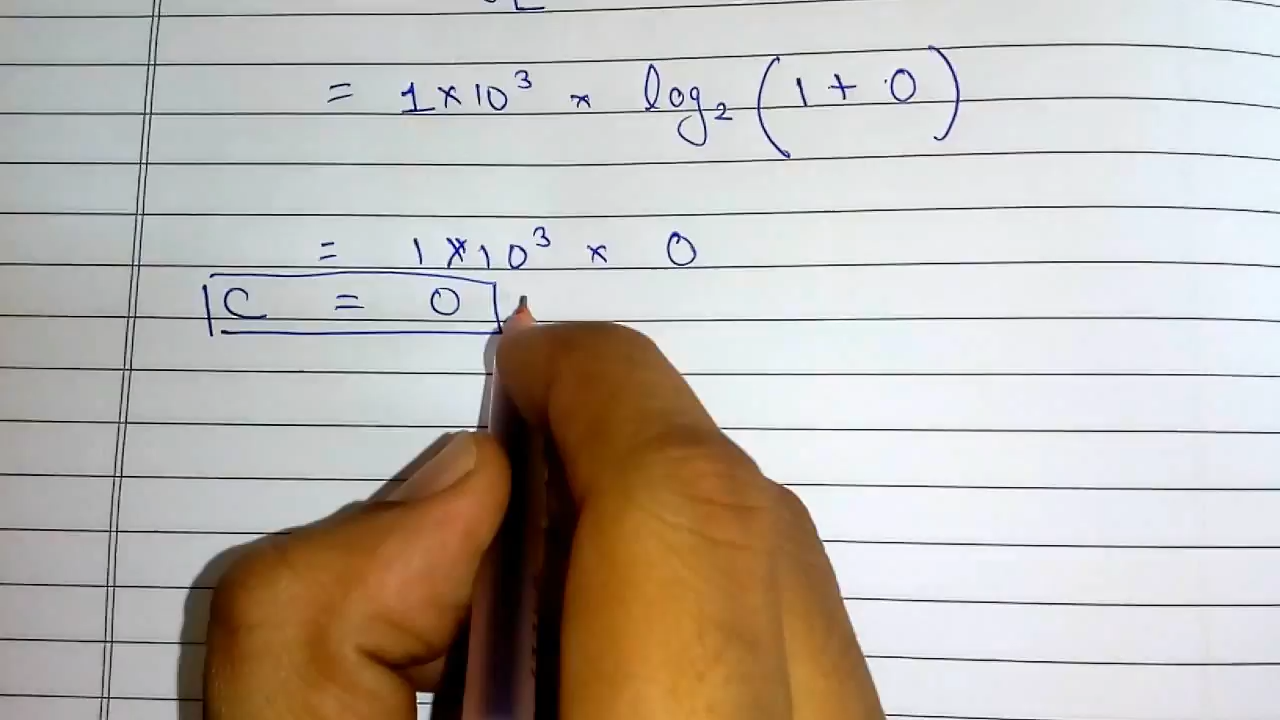 = 1×10³ × log₂(1+0)
= 1×10³ × 0
C = 0